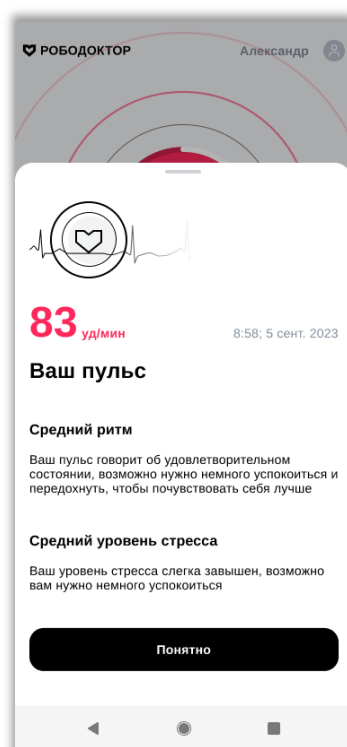 РОБОДОКТОР Александр
83 уд/мин 8:58; 5 сент. 2023
Ваш пульс
Средний ритм
Ваш пульс говорит об удовлетворительном
состоянии, возможно нужно немного успокоиться и
передохнуть, чтобы почувствовать себя лучше
Средний уровень стресса
Ваш уровень стресса слегка завышен, возможно
вам нужно немного успокоиться
Понятно